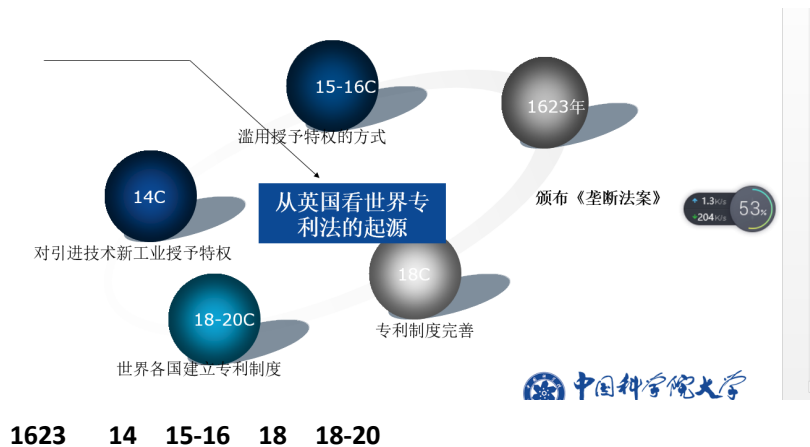 15-16C
滥用授予特权的方式
1623年
颁布《垄断法案》
14C
对引进技术新工业授予特权
从英国看世界专
利法的起源
18C
专利制度完善
18-20C
世界各国建立专利制度
1.3K/s
204K/s
53%
中国科学院大学
1623 14 15-16 18 18-20